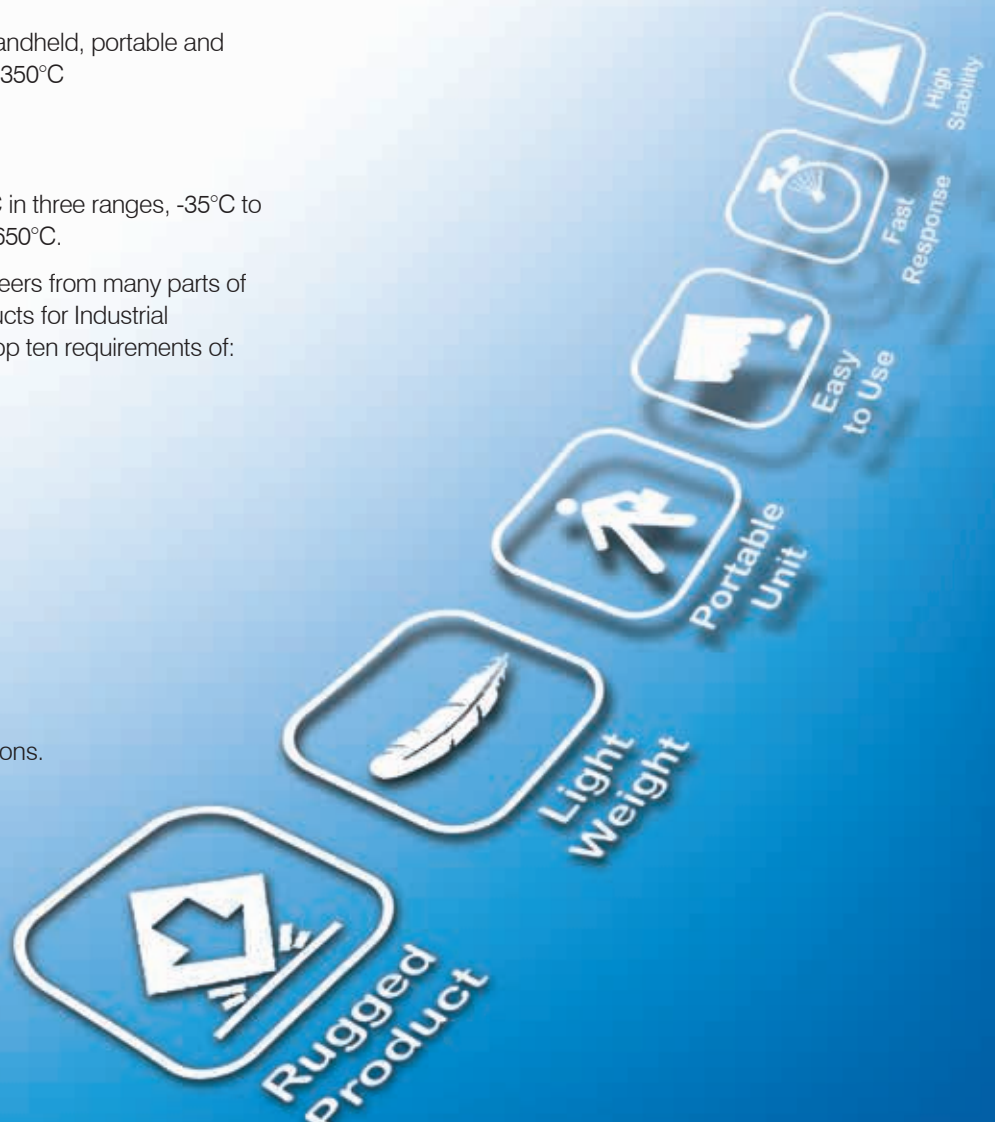 andheld, portable and
350°C
C in three ranges, -35°C to
650°C.
eers from many parts of
ucts for Industrial
op ten requirements of:
ons.
High
Stability
Fast
Response
Easy
to Use
Portable
Unit
Light
Weight
Rugged
Product